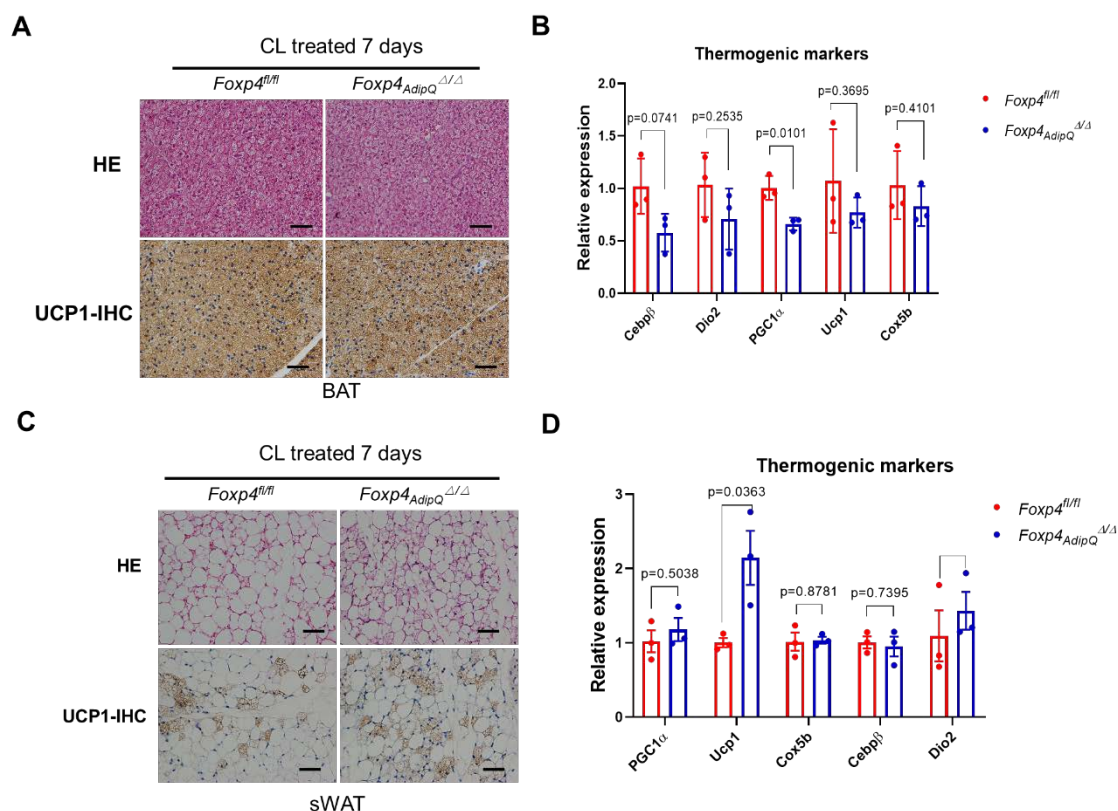 A
CL treated 7 days
Foxp4fl/fl
Foxp4AdipQΔ/Δ
HE
UCP1-IHC
BAT
B
Thermogenic markers
p=0.0741
p=0.2535
p=0.0101
p=0.3695
p=0.4101
Foxp4fl/fl
Foxp4AdipQΔ/Δ
Relative expression
2.0
1.5
1.0
0.5
0.0
Cebpβ
Dio2
PGC1α
Ucp1
Cox5b
C
CL treated 7 days
Foxp4fl/fl
Foxp4AdipQΔ/Δ
HE
UCP1-IHC
sWAT
D
Thermogenic markers
p=0.5038
p=0.0363
p=0.8781
p=0.7395
Foxp4fl/fl
Foxp4AdipQΔ/Δ
Relative expression
3
2
1
0
PGC1α
Ucp1
Cox5b
Cebpβ
Dio2